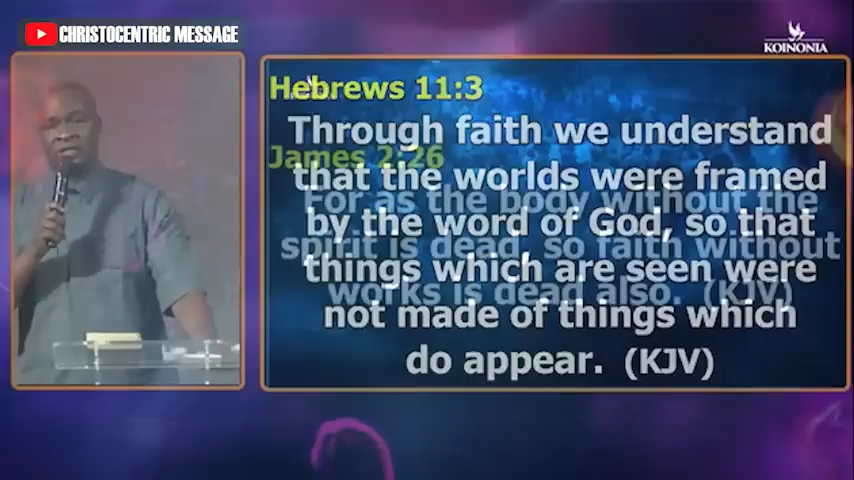 CHRISTOCENTRIC MESSAGE
KOINONIA
Hebrews 11:3
Through faith we understand
that the worlds were framed
by the word of God, so that
things which are seen were
not made of things which
do appear. (KJV)
James 2:26
For as the body without the
spirit is dead, so faith without
works is dead also. (KJV)